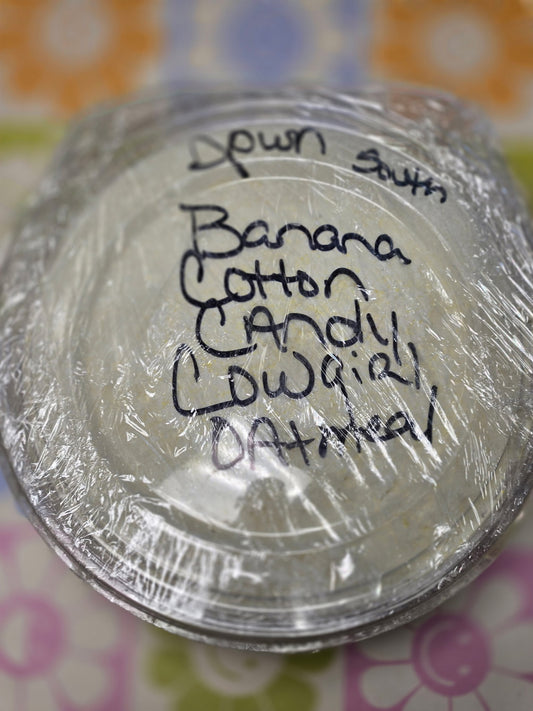 Down South
Banana
Cotton
Candy
Cowgirl
Oatmeal